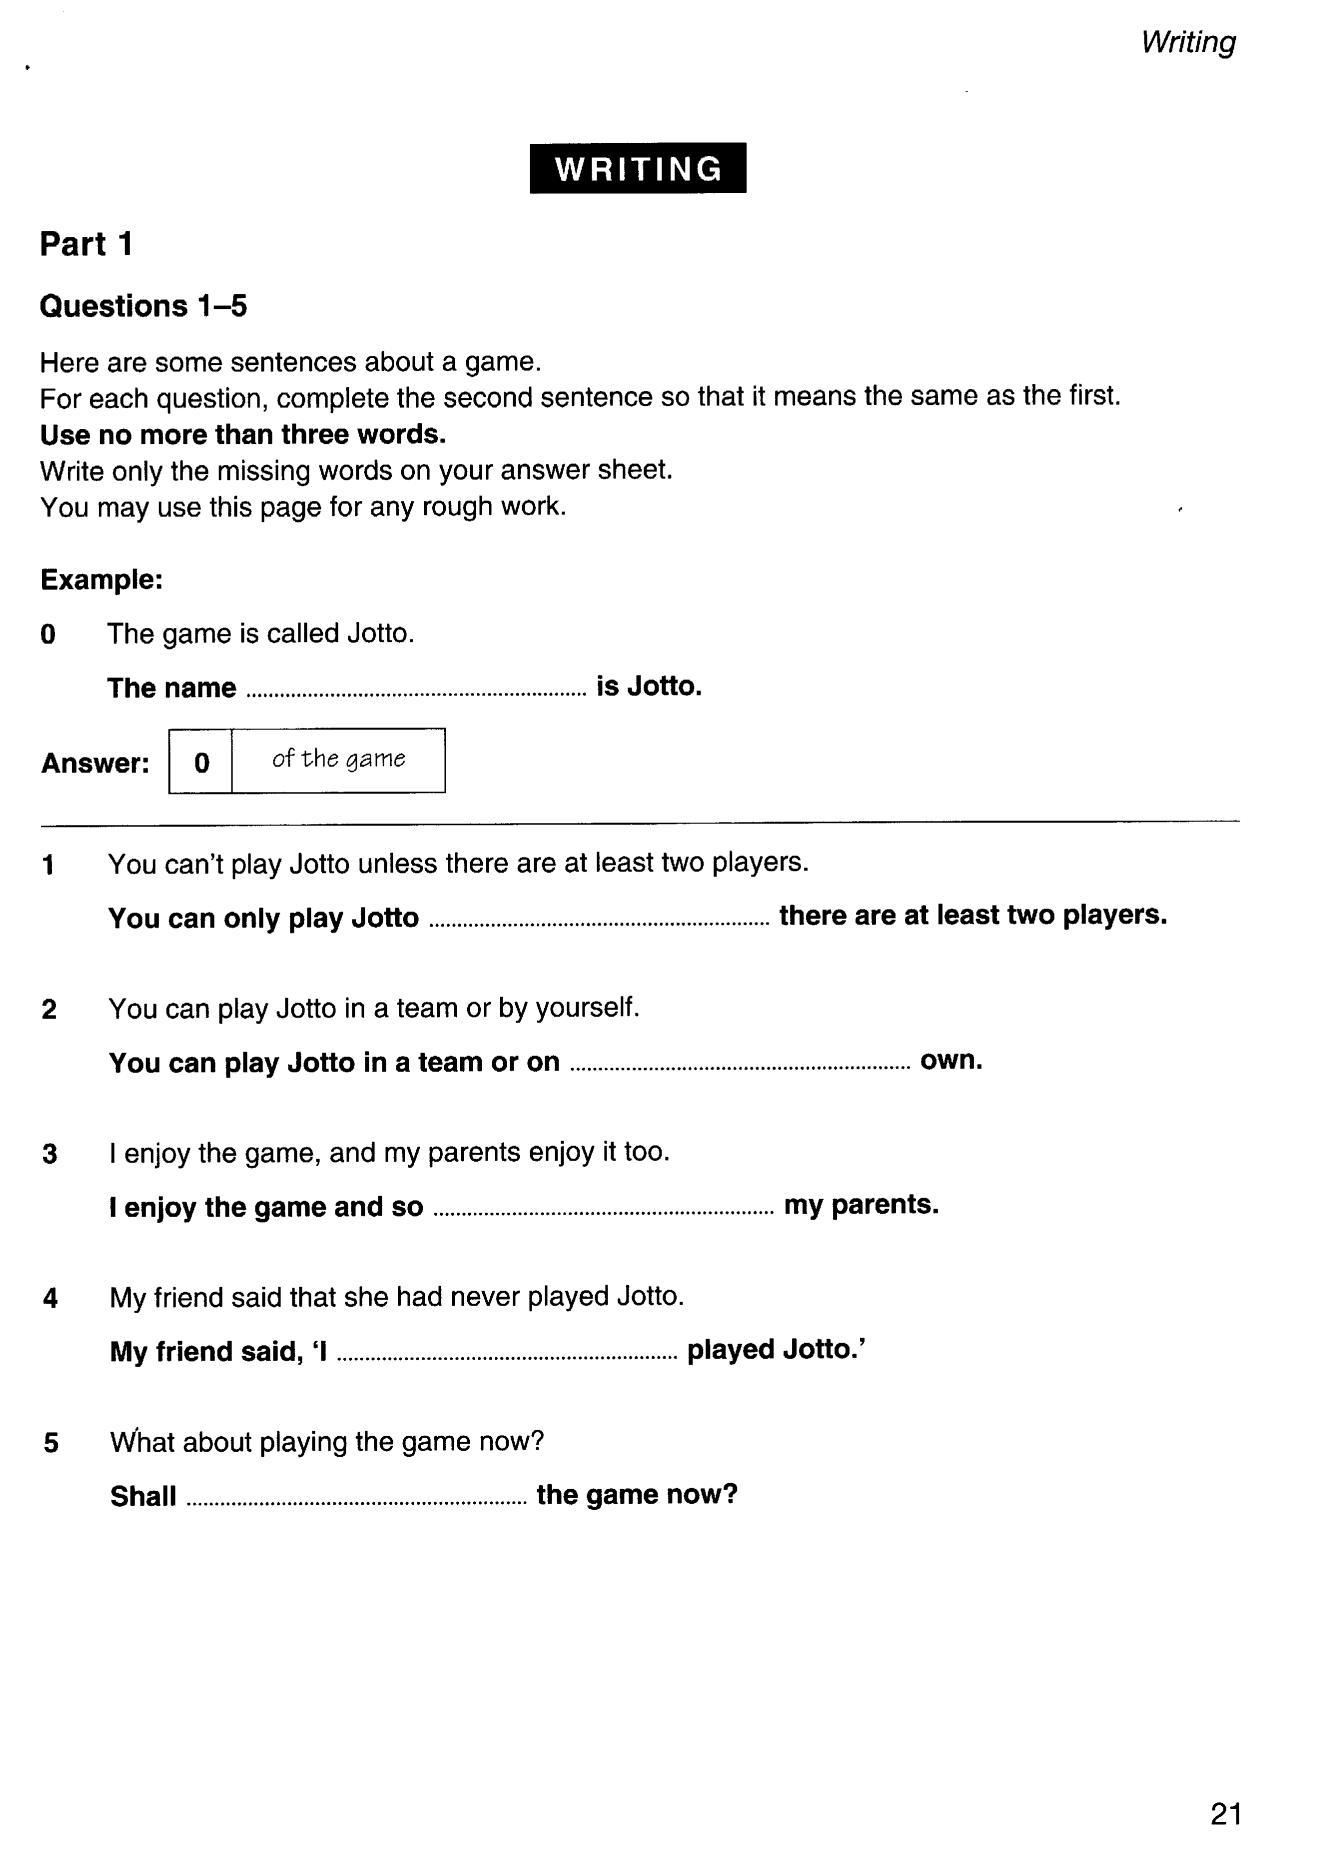 Writing
WRITING
Part 1
Questions 1–5
Here are some sentences about a game.
For each question, complete the second sentence so that it means the same as the first.
Use no more than three words.
Write only the missing words on your answer sheet.
You may use this page for any rough work.
Example:
0 The game is called Jotto.
The name ............................................................. is Jotto.
Answer: 0 of the game
1 You can't play Jotto unless there are at least two players.
You can only play Jotto ............................................................. there are at least two players.
2 You can play Jotto in a team or by yourself.
You can play Jotto in a team or on ............................................................. own.
3 I enjoy the game, and my parents enjoy it too.
I enjoy the game and so ............................................................. my parents.
4 My friend said that she had never played Jotto.
My friend said, ‘I ............................................................. played Jotto.’
5 What about playing the game now?
Shall ............................................................. the game now?
21